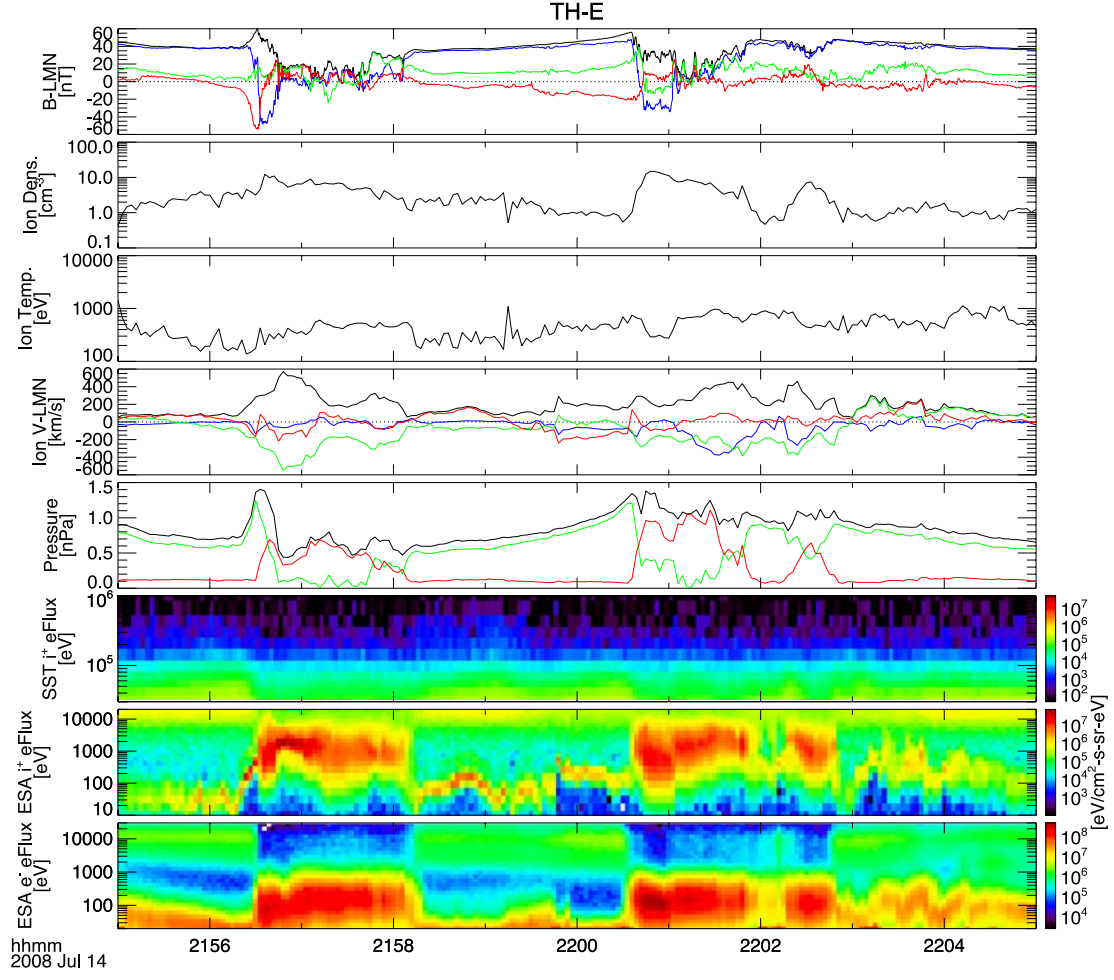 TH-E
B-LMN
[nT]
60
40
20
0
-20
-40
-60
Ion Dens.
[cm⁻³]
100.0
10.0
1.0
0.1
Ion Temp.
[eV]
10000
1000
100
Ion V-LMN
[km/s]
600
400
200
0
-200
-400
-600
Pressure
[nPa]
1.5
1.0
0.5
0.0
SST i⁺ eFlux
[eV]
10⁶
10⁵
10⁷
10⁶
10⁵
10⁴
10³
10²
ESA i⁺ eFlux
[eV]
10000
1000
100
10
10⁷
10⁶
10⁵
10⁴
10³
ESA e⁻ eFlux
[eV]
10000
1000
100
10⁸
10⁷
10⁶
10⁵
10⁴
[eV/cm-s-sr-eV]
hhmm 2156 2158 2200 2202 2204
2008 Jul 14